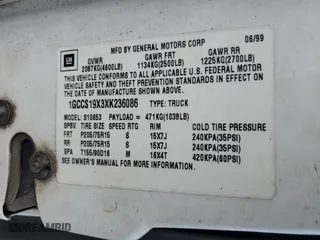 GM
MFD BY GENERAL MOTORS CORP 06/99
GVWR GAWR FRT GAWR RR
2087KG(4600LB) 1134KG(2500LB) 1225KG(2700LB)
THIS VEHICLE CONFORMS TO ALL APPLICABLE U.S. FEDERAL
MOTOR VEHICLE SAFETY STANDARDS IN EFFECT ON
THE DATE OF MANUFACTURE SHOWN ABOVE.
1GCCS19X3XK236086 TYPE: TRUCK
MODEL: S10653 PAYLOAD = 471KG(1038LB)
SPBV TIRE SIZE SPEED RTG RIM COLD TIRE PRESSURE
FRT P205/75R15 S 15X7J 240KPA(35PSI)
RR P205/75R15 S 15X7J 240KPA(35PSI)
SPA T155/90D16 M 16X4T 420KPA(60PSI)
SEE OWNER'S MANUAL FOR ADDITIONAL INFORMATION
© DREAMBID